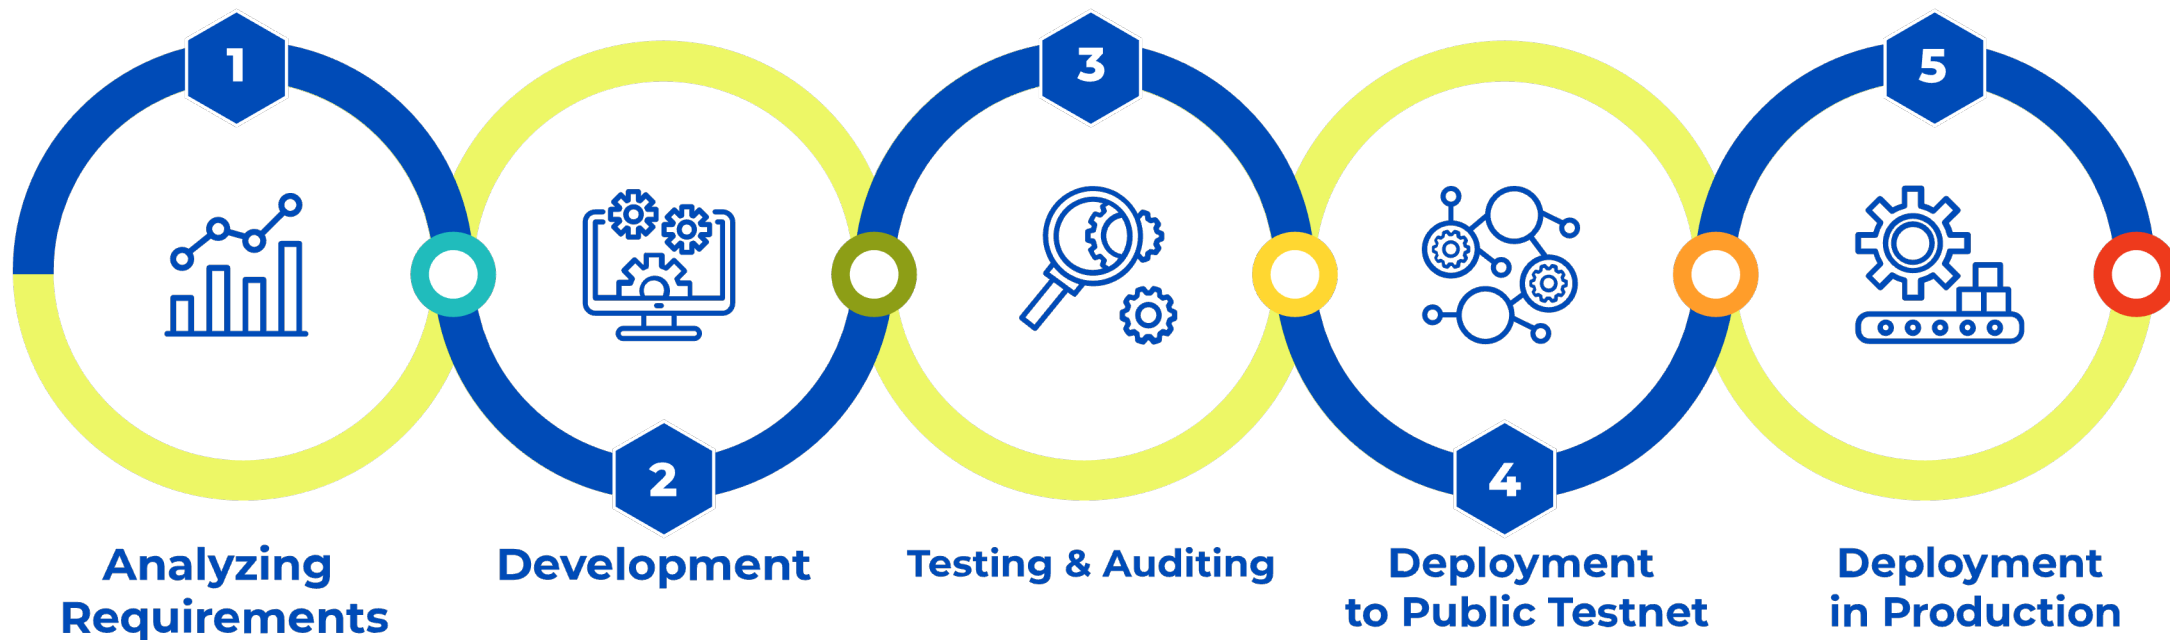 1
3
5
2
4
Analyzing
Requirements
Development
Testing & Auditing
Deployment
to Public Testnet
Deployment
in Production